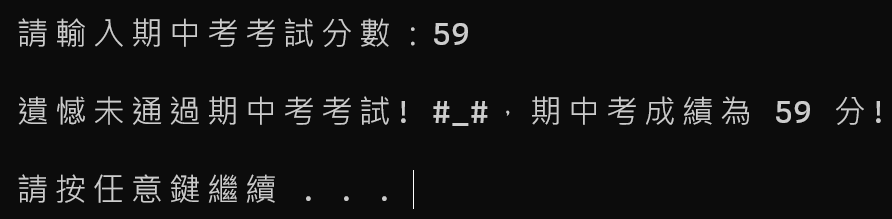 請輸入期中考考試分數：59
遺憾未通過期中考考試! #_#，期中考成績為 59 分!
請按任意鍵繼續 . . .